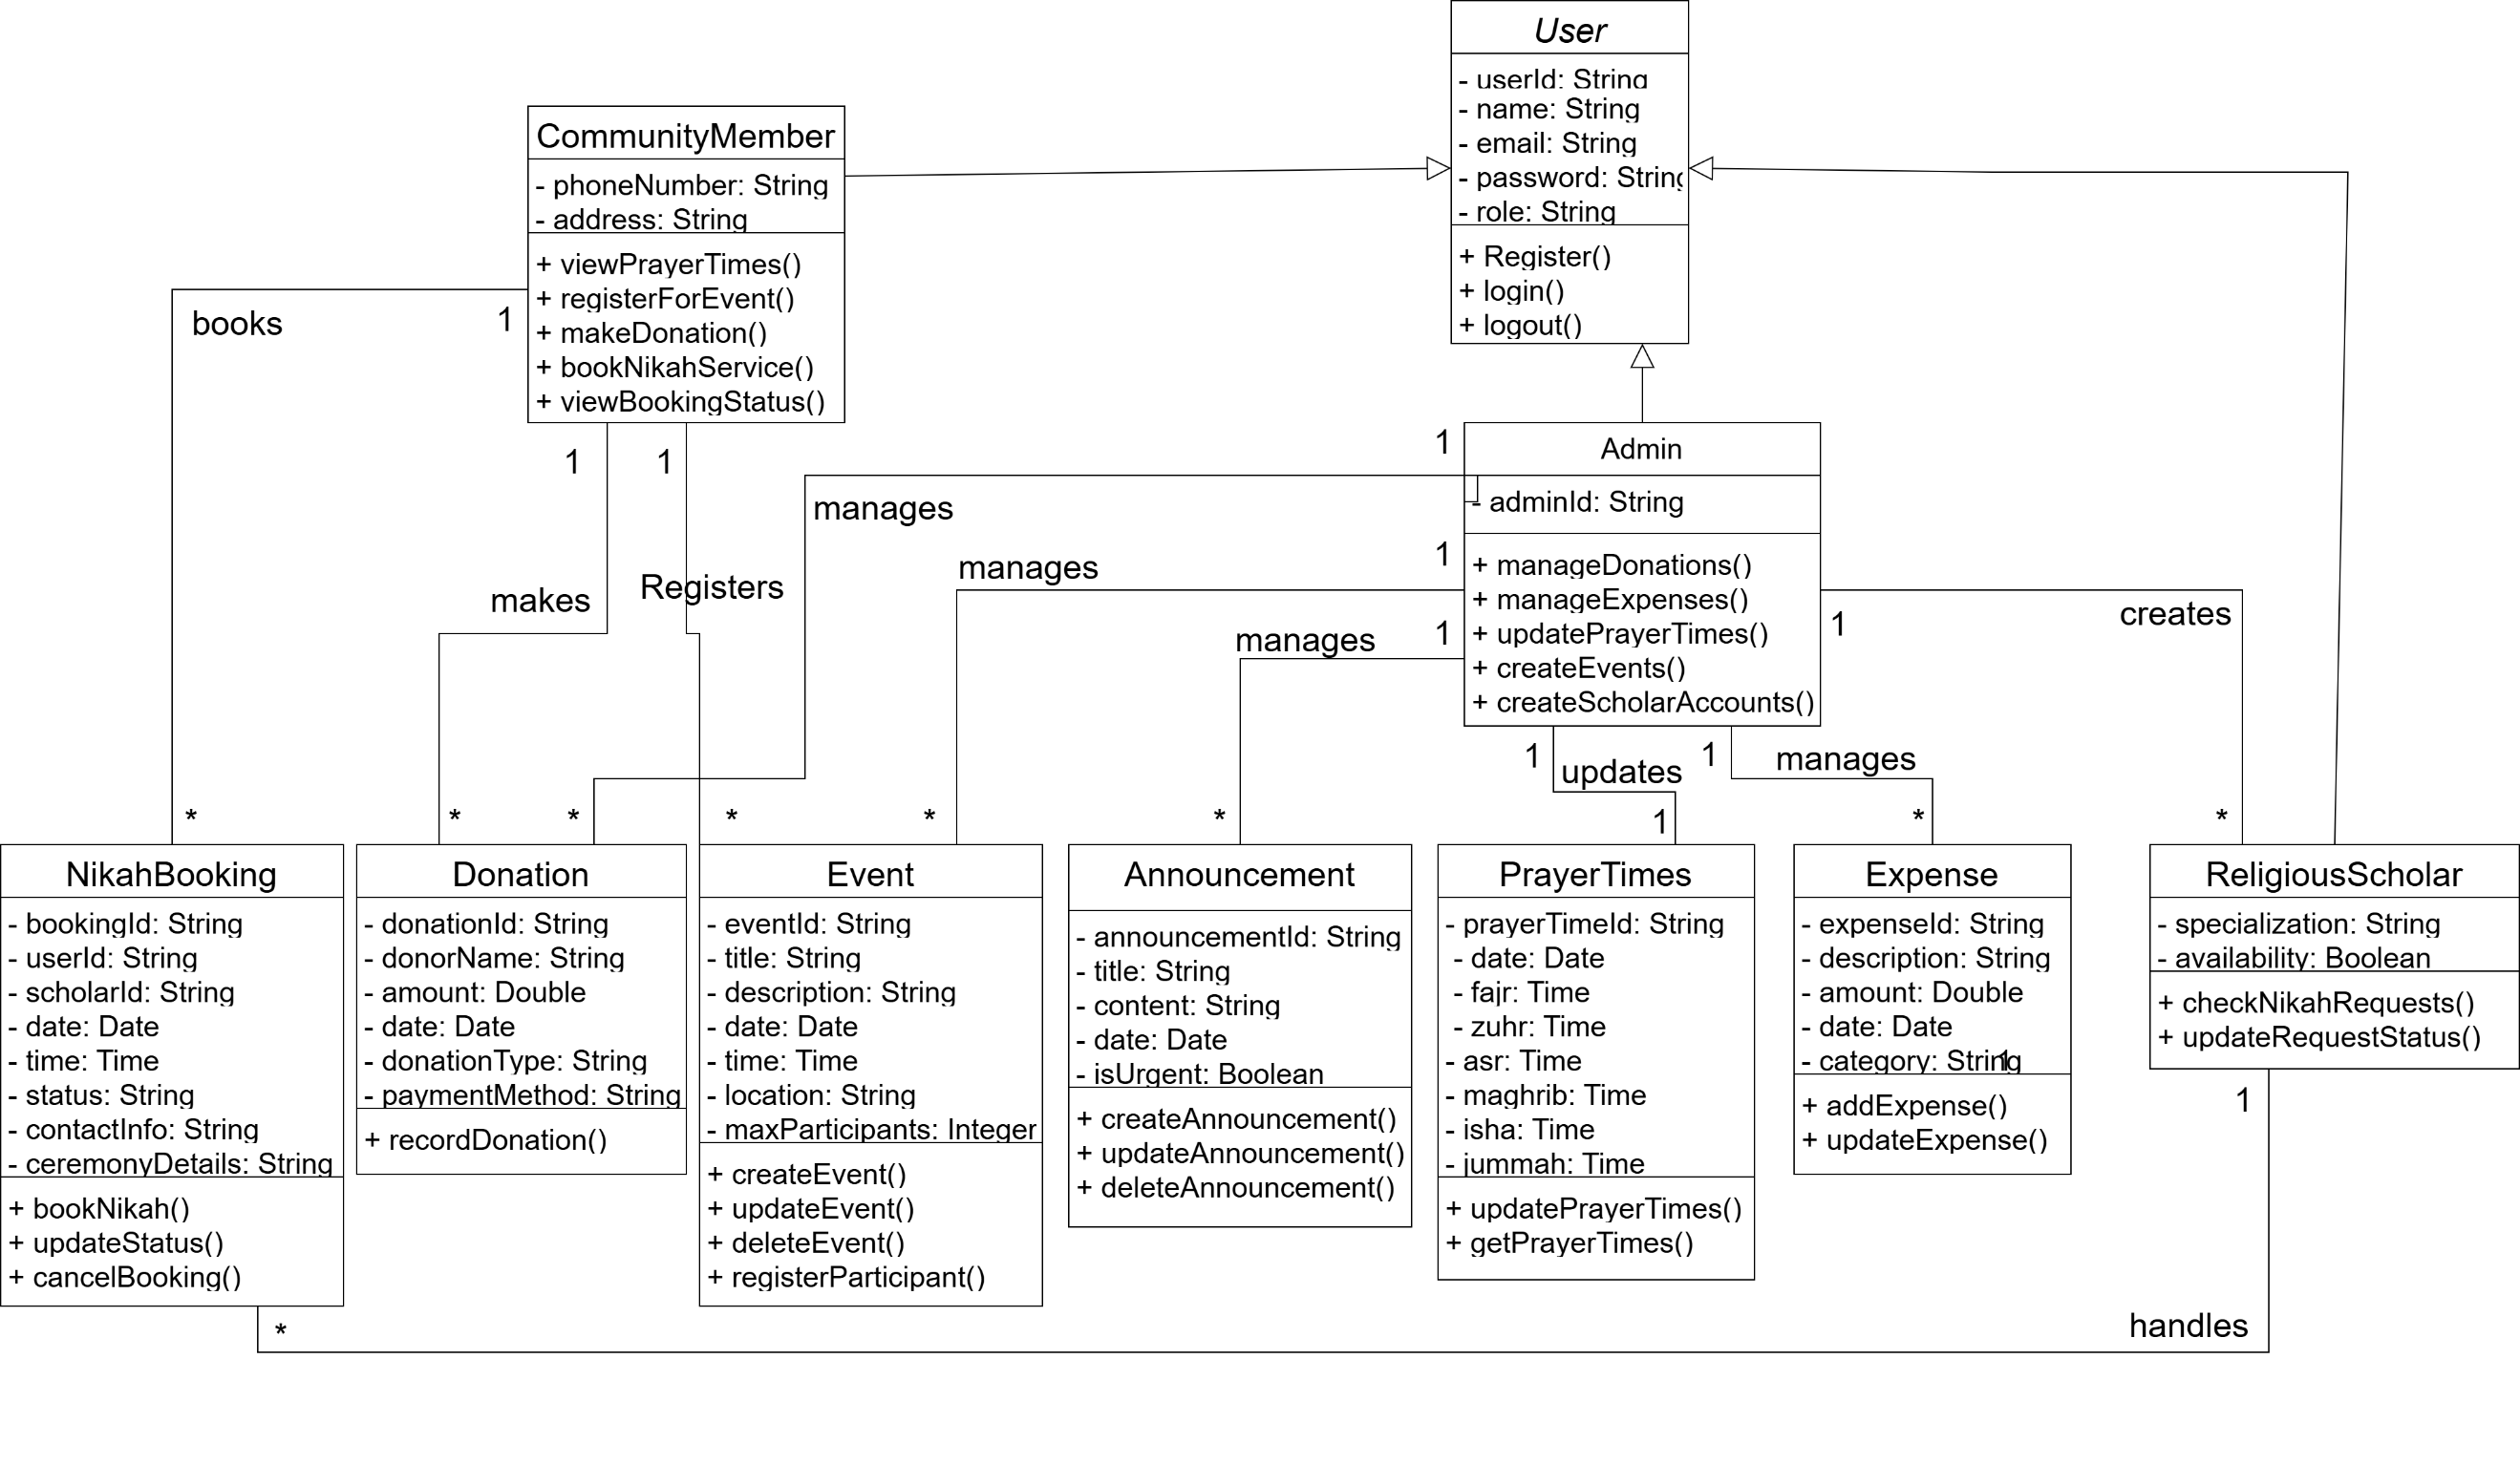 User
- userId: String
- name: String
- email: String
- password: String
- role: String
+ Register()
+ login()
+ logout()
CommunityMember
- phoneNumber: String
- address: String
+ viewPrayerTimes()
+ registerForEvent()
+ makeDonation()
+ bookNikahService()
+ viewBookingStatus()
books
1
1
1
makes
Registers
manages
1
manages
1
manages
1
Admin
- adminId: String
+ manageDonations()
+ manageExpenses()
+ updatePrayerTimes()
+ createEvents()
+ createScholarAccounts()
1
creates
1
updates
1
manages
*
*
*
*
*
*
1
*
*
NikahBooking
- bookingId: String
- userId: String
- scholarId: String
- date: Date
- time: Time
- status: String
- contactInfo: String
- ceremonyDetails: String
+ bookNikah()
+ updateStatus()
+ cancelBooking()
Donation
- donationId: String
- donorName: String
- amount: Double
- date: Date
- donationType: String
- paymentMethod: String
+ recordDonation()
Event
- eventId: String
- title: String
- description: String
- date: Date
- time: Time
- location: String
- maxParticipants: Integer
+ createEvent()
+ updateEvent()
+ deleteEvent()
+ registerParticipant()
Announcement
- announcementId: String
- title: String
- content: String
- date: Date
- isUrgent: Boolean
+ createAnnouncement()
+ updateAnnouncement()
+ deleteAnnouncement()
PrayerTimes
- prayerTimeId: String
- date: Date
- fajr: Time
- zuhr: Time
- asr: Time
- maghrib: Time
- isha: Time
- jummah: Time
+ updatePrayerTimes()
+ getPrayerTimes()
Expense
- expenseId: String
- description: String
- amount: Double
- date: Date
- category: String
1
+ addExpense()
+ updateExpense()
ReligiousScholar
- specialization: String
- availability: Boolean
+ checkNikahRequests()
+ updateRequestStatus()
1
*
handles